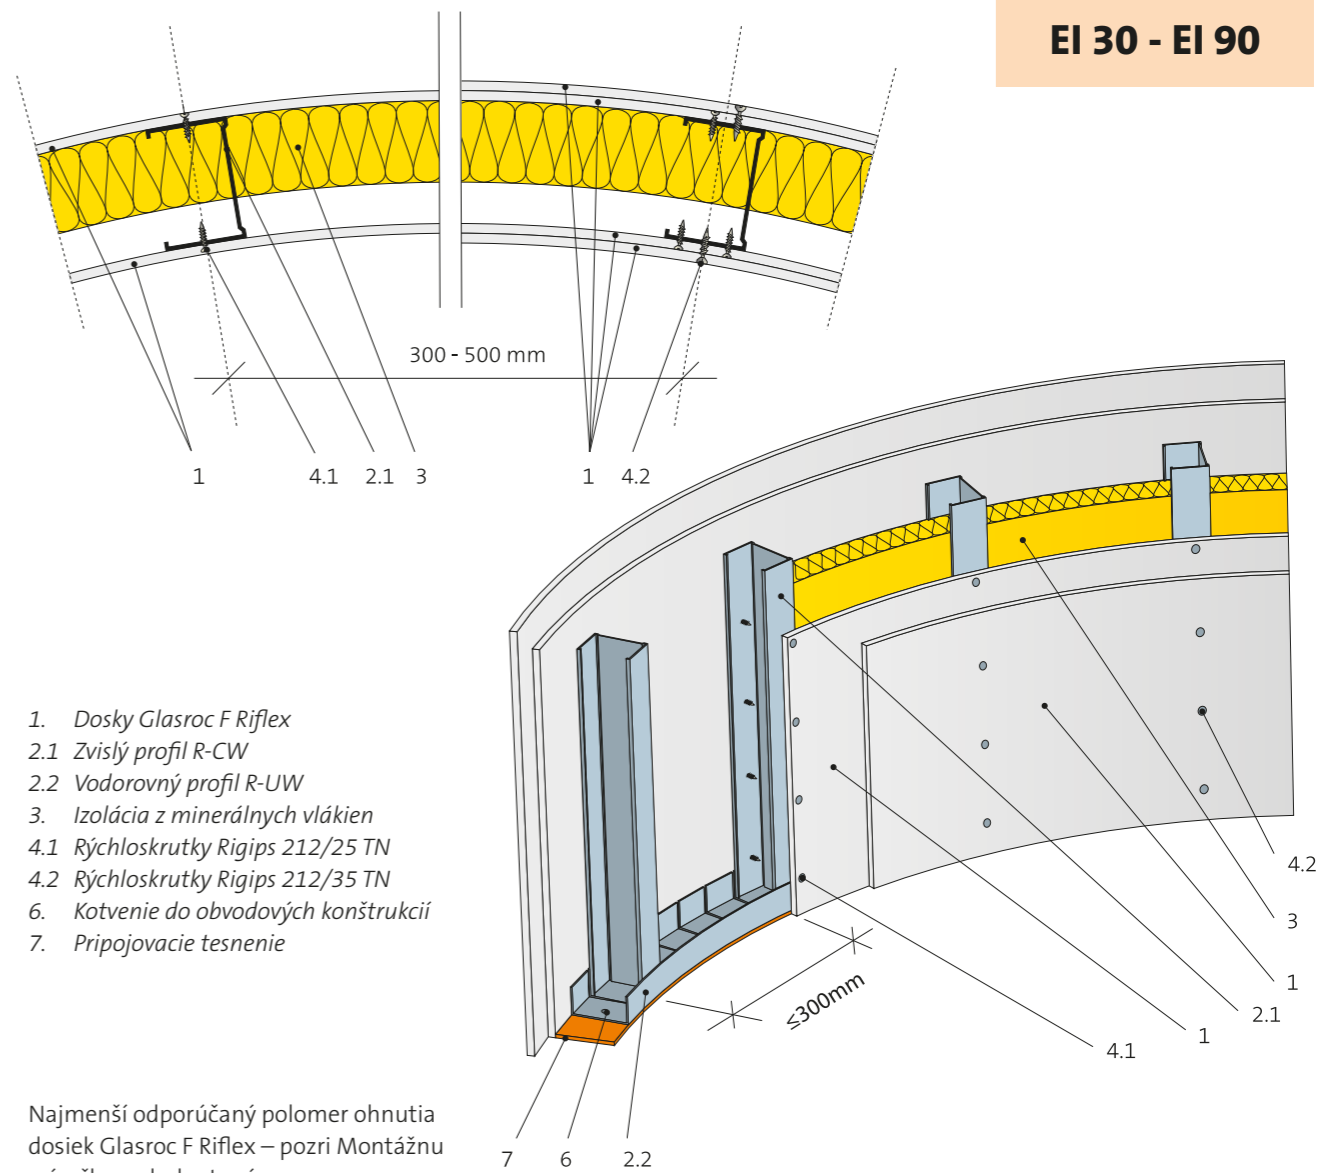 EI 30 - EI 90
300 - 500 mm
1 4.1 2.1 3 1 4.2
1. Dosky Glasroc F Riflex
2.1 Zvislý profil R-CW
2.2 Vodorovný profil R-UW
3. Izolácia z minerálnych vlákien
4.1 Rýchloskrutky Rigips 212/25 TN
4.2 Rýchloskrutky Rigips 212/35 TN
6. Kotvenie do obvodových konštrukcií
7. Pripojovacie tesnenie
≤300mm
4.2
3
1
2.1
1
4.1
7 6 2.2
Najmenší odporúčaný polomer ohnutia
dosiek Glasroc F Riflex – pozri Montážnu